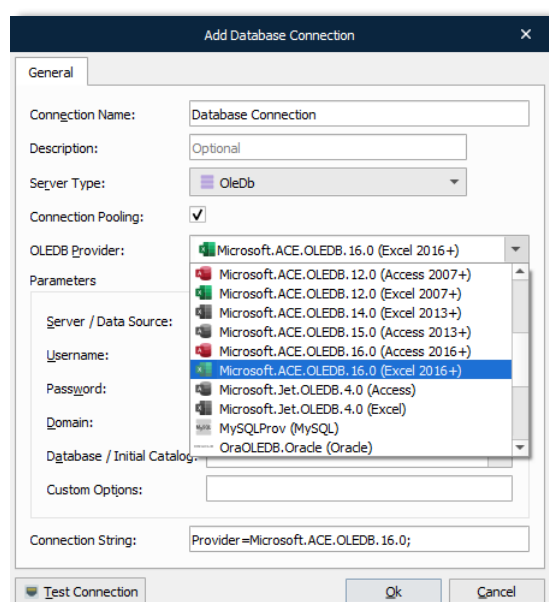 Add Database Connection
General
Connection Name: Database Connection
Description: Optional
Server Type: OleDb
Connection Pooling:
OLEDB Provider: Microsoft.ACE.OLEDB.16.0 (Excel 2016+)
Parameters
Microsoft.ACE.OLEDB.12.0 (Access 2007+)
Microsoft.ACE.OLEDB.12.0 (Excel 2007+)
Microsoft.ACE.OLEDB.14.0 (Excel 2013+)
Server / Data Source:
Microsoft.ACE.OLEDB.15.0 (Access 2013+)
Microsoft.ACE.OLEDB.16.0 (Access 2016+)
Username:
Microsoft.ACE.OLEDB.16.0 (Excel 2016+)
Password:
Microsoft.Jet.OLEDB.4.0 (Access)
Microsoft.Jet.OLEDB.4.0 (Excel)
Domain:
MySQLProv (MySQL)
OraOLEDB.Oracle (Oracle)
Database / Initial Catalog:
Custom Options:
Connection String: Provider=Microsoft.ACE.OLEDB.16.0;
Test Connection
Ok
Cancel